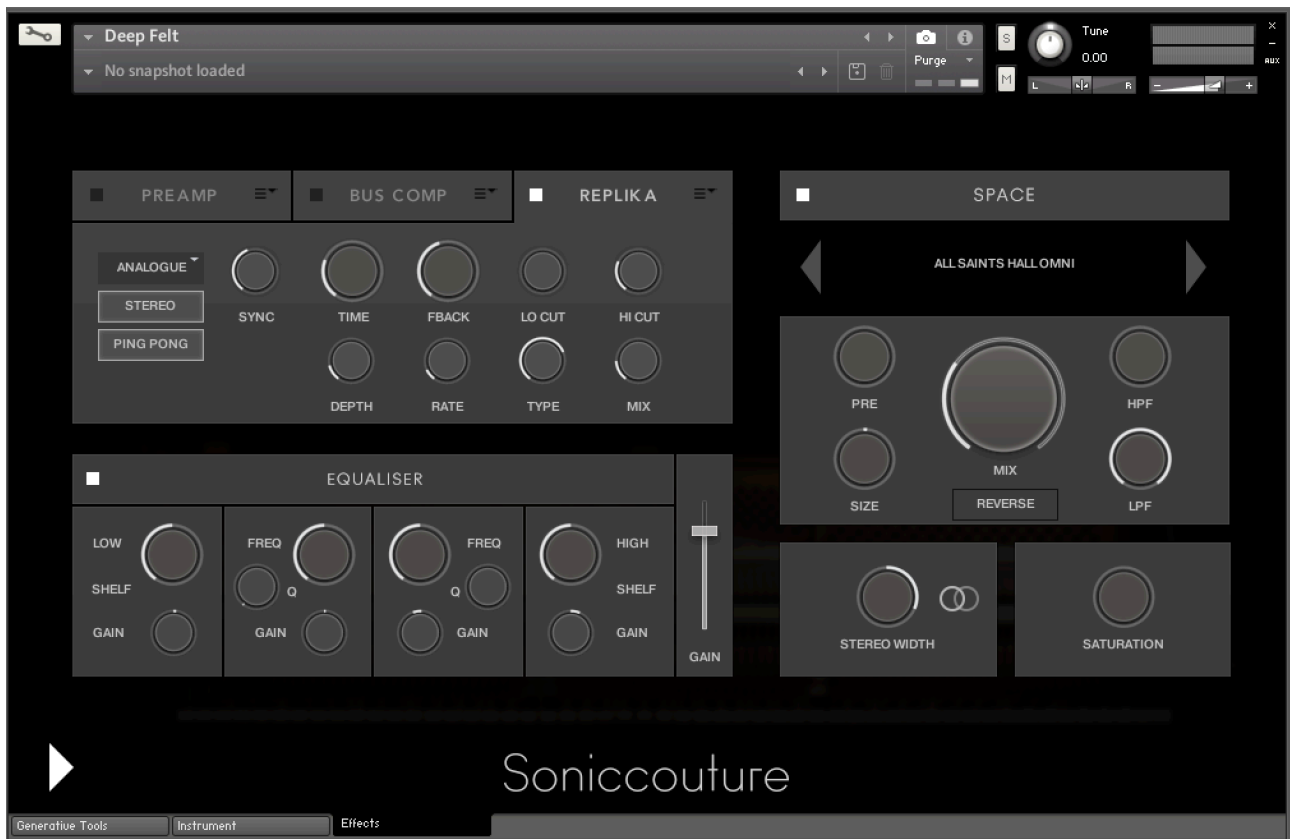 Deep Felt
No snapshot loaded
Purge
S
M
Tune
0.00
L
R
AUX
PREAMP
BUS COMP
REPLIKA
SPACE
ANALOGUE
STEREO
PING PONG
SYNC
TIME
FBACK
LO CUT
HI CUT
DEPTH
RATE
TYPE
MIX
ALL SAINTS HALL OMNI
PRE
HPF
MIX
SIZE
REVERSE
LPF
EQUALISER
LOW
SHELF
GAIN
FREQ
Q
GAIN
FREQ
Q
GAIN
HIGH
SHELF
GAIN
GAIN
STEREO WIDTH
SATURATION
Soniccouture
Generative Tools
Instrument
Effects